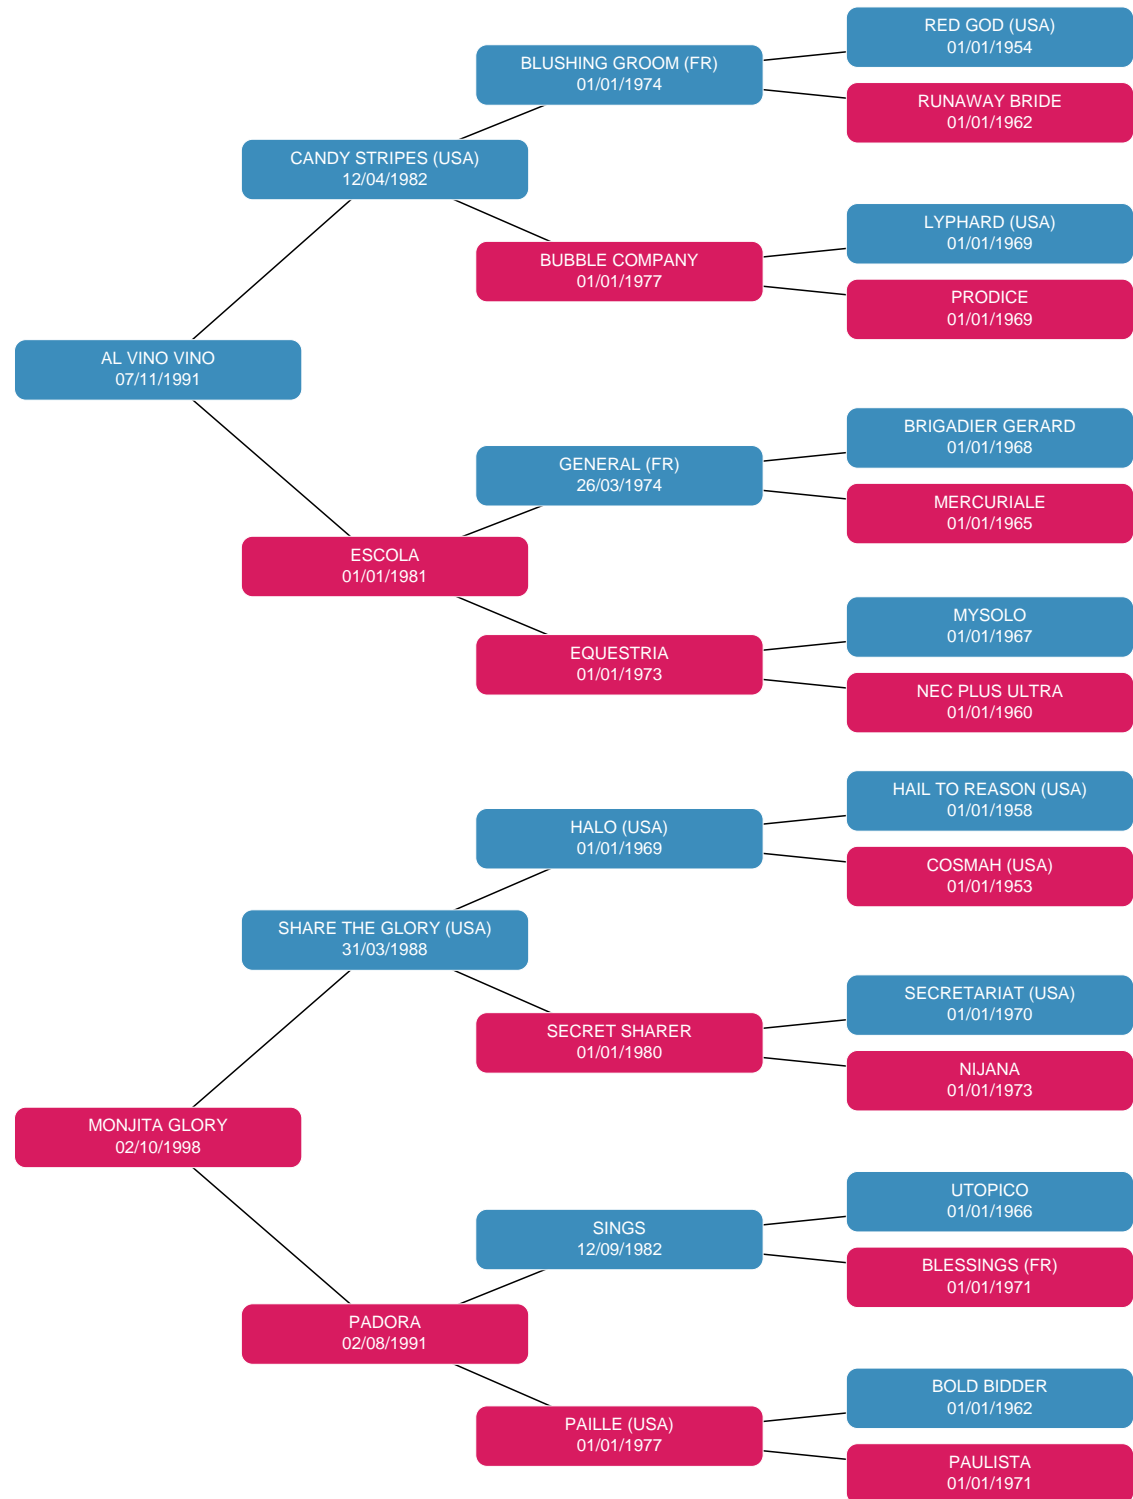 RED GOD (USA)
01/01/1954
BLUSHING GROOM (FR)
01/01/1974
RUNAWAY BRIDE
01/01/1962
CANDY STRIPES (USA)
12/04/1982
LYPHARD (USA)
01/01/1969
BUBBLE COMPANY
01/01/1977
PRODICE
01/01/1969
AL VINO VINO
07/11/1991
BRIGADIER GERARD
01/01/1968
GENERAL (FR)
26/03/1974
MERCURIALE
01/01/1965
ESCOLA
01/01/1981
MYSOLO
01/01/1967
EQUESTRIA
01/01/1973
NEC PLUS ULTRA
01/01/1960
HAIL TO REASON (USA)
01/01/1958
HALO (USA)
01/01/1969
COSMAH (USA)
01/01/1953
SHARE THE GLORY (USA)
31/03/1988
SECRETARIAT (USA)
01/01/1970
SECRET SHARER
01/01/1980
NIJANA
01/01/1973
MONJITA GLORY
02/10/1998
UTOPICO
01/01/1966
SINGS
12/09/1982
BLESSINGS (FR)
01/01/1971
PADORA
02/08/1991
BOLD BIDDER
01/01/1962
PAILLE (USA)
01/01/1977
PAULISTA
01/01/1971